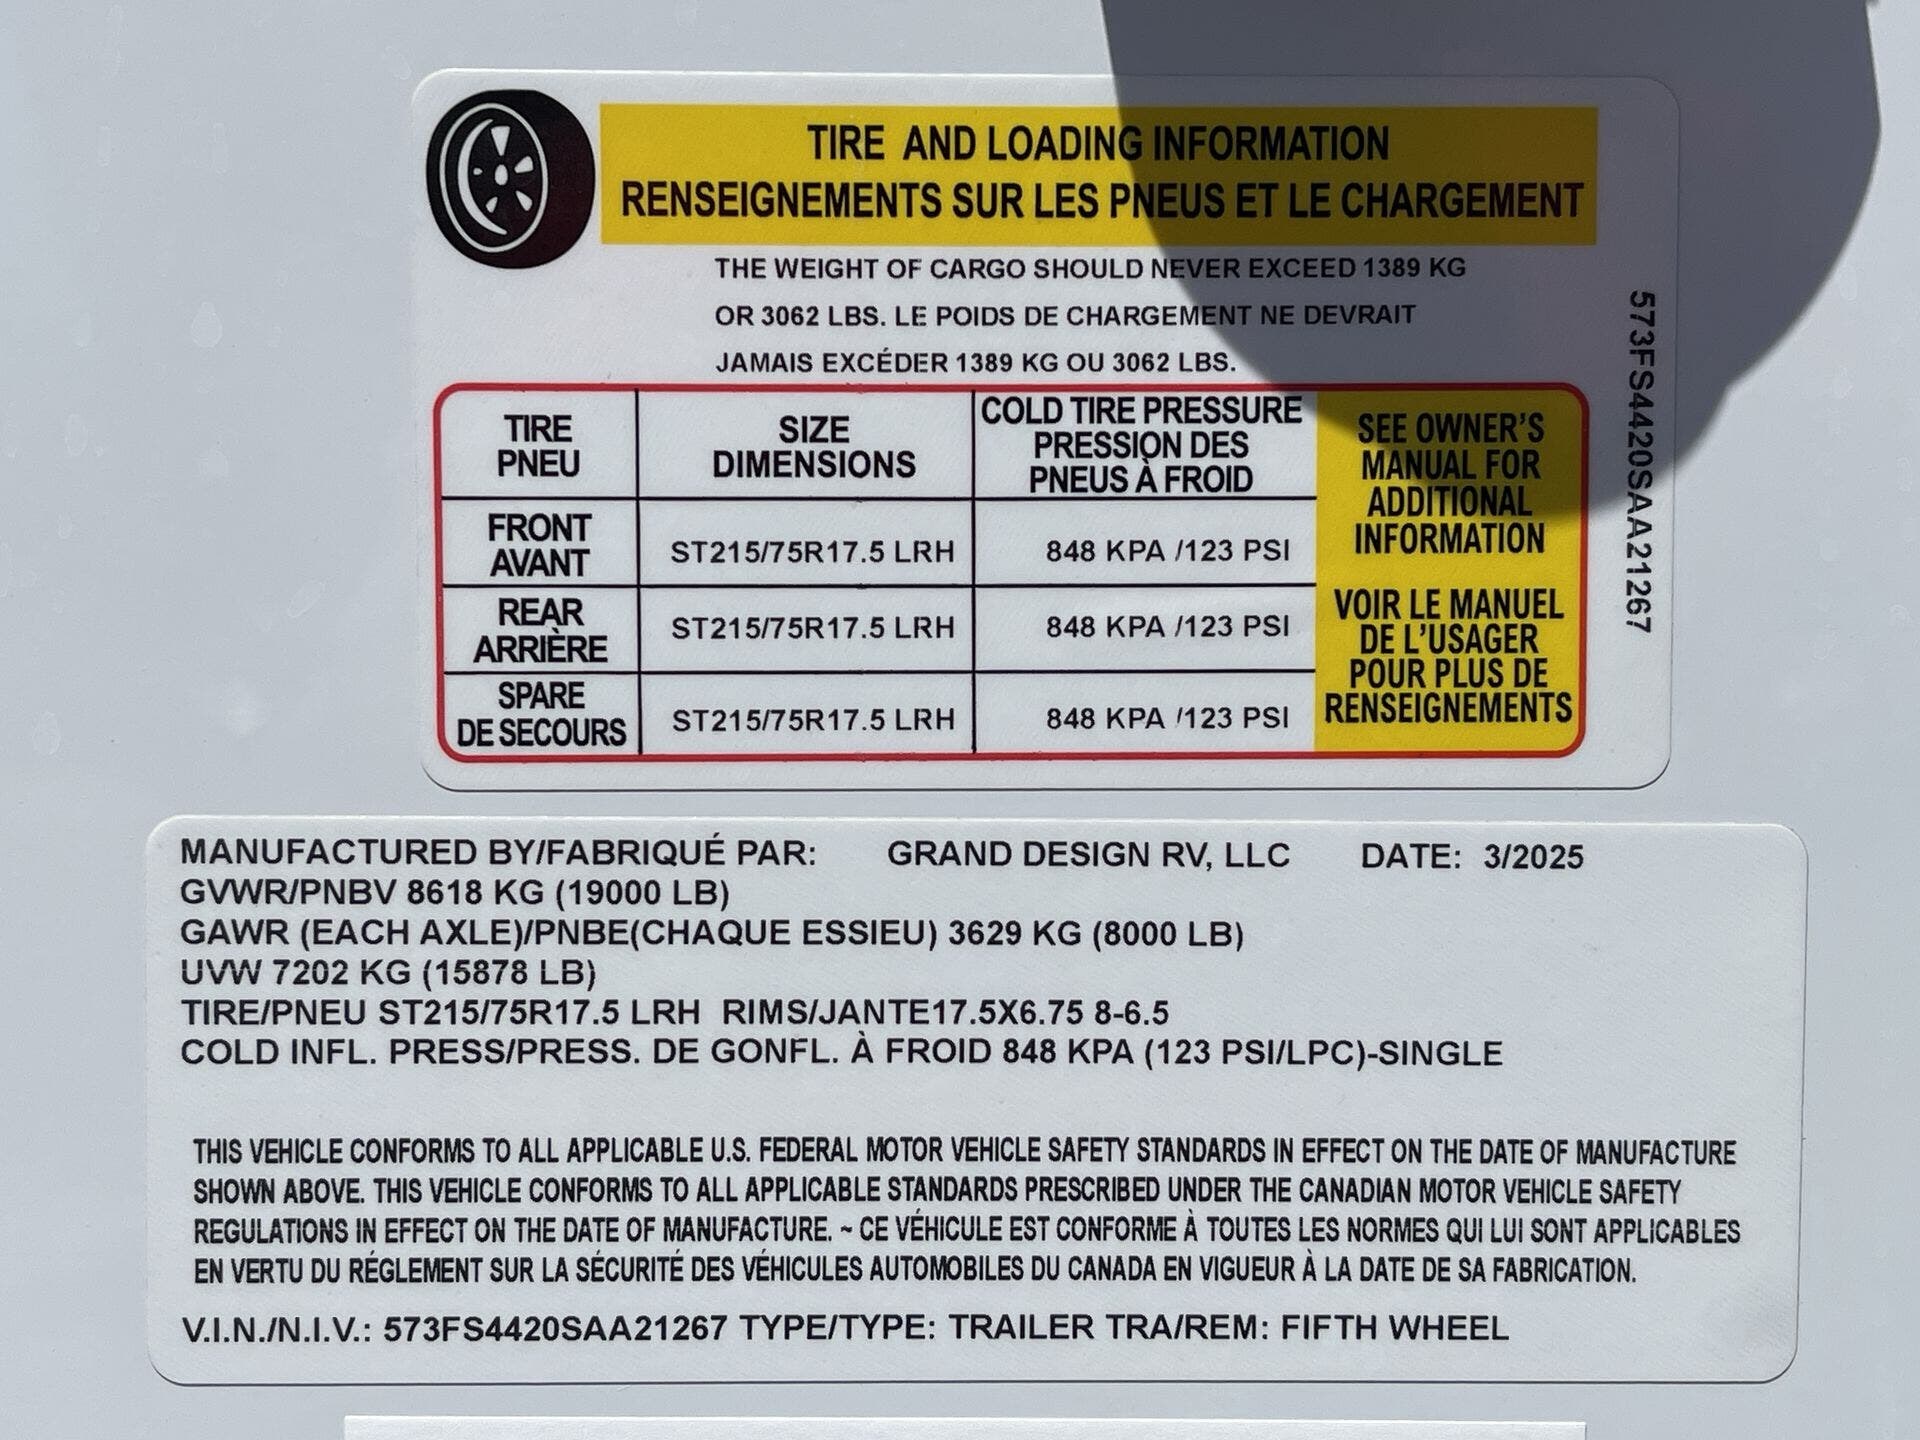 TIRE AND LOADING INFORMATION
RENSEIGNEMENTS SUR LES PNEUS ET LE CHARGEMENT
THE WEIGHT OF CARGO SHOULD NEVER EXCEED 1389 KG
OR 3062 LBS. LE POIDS DE CHARGEMENT NE DEVRAIT
JAMAIS EXCÉDER 1389 KG OU 3062 LBS.
TIRE
PNEU
SIZE
DIMENSIONS
COLD TIRE PRESSURE
PRESSION DES
PNEUS À FROID
FRONT
AVANT
ST215/75R17.5 LRH
848 KPA /123 PSI
REAR
ARRIÈRE
ST215/75R17.5 LRH
848 KPA /123 PSI
SPARE
DE SECOURS
ST215/75R17.5 LRH
848 KPA /123 PSI
SEE OWNER'S
MANUAL FOR
ADDITIONAL
INFORMATION
VOIR LE MANUEL
DE L'USAGER
POUR PLUS DE
RENSEIGNEMENTS
573FS4420SAA21267
MANUFACTURED BY/FABRIQUÉ PAR: GRAND DESIGN RV, LLC DATE: 3/2025
GVWR/PNBV 8618 KG (19000 LB)
GAWR (EACH AXLE)/PNBE(CHAQUE ESSIEU) 3629 KG (8000 LB)
UVW 7202 KG (15878 LB)
TIRE/PNEU ST215/75R17.5 LRH RIMS/JANTE17.5X6.75 8-6.5
COLD INFL. PRESS/PRESS. DE GONFL. À FROID 848 KPA (123 PSI/LPC)-SINGLE
THIS VEHICLE CONFORMS TO ALL APPLICABLE U.S. FEDERAL MOTOR VEHICLE SAFETY STANDARDS IN EFFECT ON THE DATE OF MANUFACTURE
SHOWN ABOVE. THIS VEHICLE CONFORMS TO ALL APPLICABLE STANDARDS PRESCRIBED UNDER THE CANADIAN MOTOR VEHICLE SAFETY
REGULATIONS IN EFFECT ON THE DATE OF MANUFACTURE. ~ CE VÉHICULE EST CONFORME À TOUTES LES NORMES QUI LUI SONT APPLICABLES
EN VERTU DU RÉGLEMENT SUR LA SÉCURITÉ DES VÉHICULES AUTOMOBILES DU CANADA EN VIGUEUR À LA DATE DE SA FABRICATION.
V.I.N./N.I.V.: 573FS4420SAA21267 TYPE/TYPE: TRAILER TRA/REM: FIFTH WHEEL